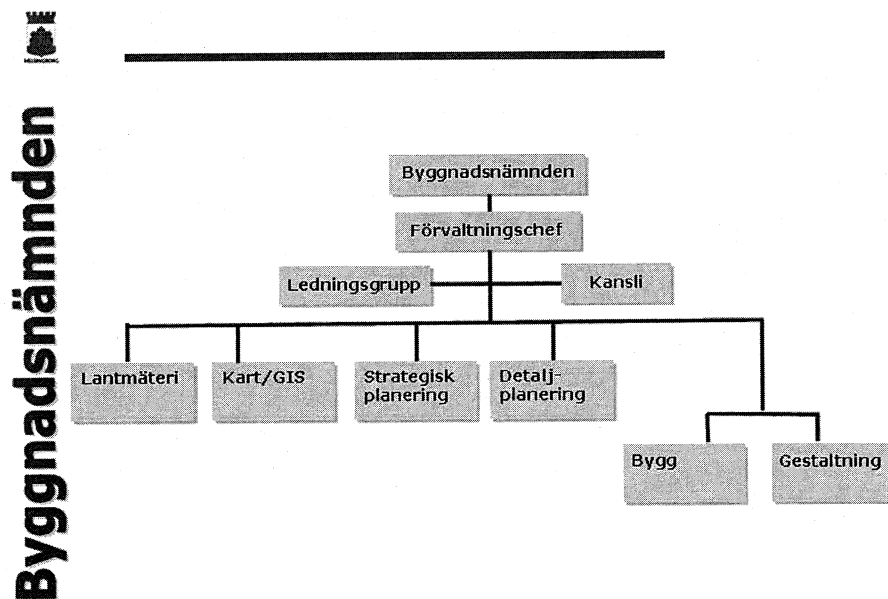 Byggnadsnämnden
Byggnadsnämnden
Förvaltningschef
Ledningsgrupp
Kansli
Lantmäteri
Kart/GIS
Strategisk
planering
Detalj-
planering
Bygg
Gestaltning